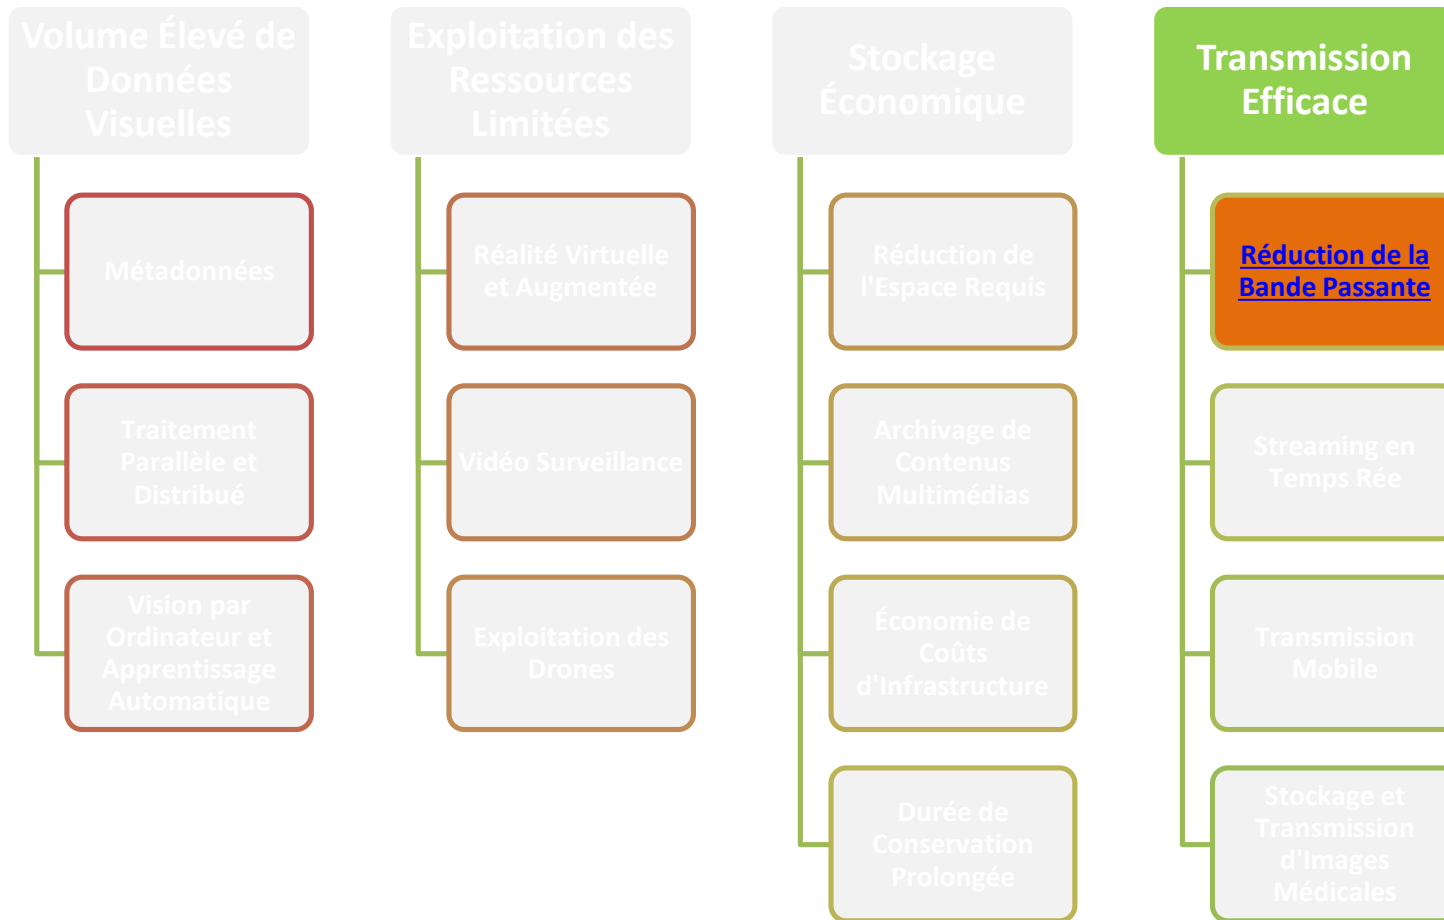 Volume Élevé de
Données
Visuelles
Métadonnées
Traitement
Parallèle et
Distribué
Vision par
Ordinateur et
Apprentissage
Automatique
Exploitation des
Ressources
Limitées
Réalité Virtuelle
et Augmentée
Vidéo Surveillance
Exploitation des
Drones
Stockage
Économique
Réduction de
l'Espace Requis
Archivage de
Contenus
Multimédias
Économie de
Coûts
d'Infrastructure
Durée de
Conservation
Prolongée
Transmission
Efficace
Réduction de la
Bande Passante
Streaming en
Temps Rée
Transmission
Mobile
Stockage et
Transmission
d'Images
Médicales